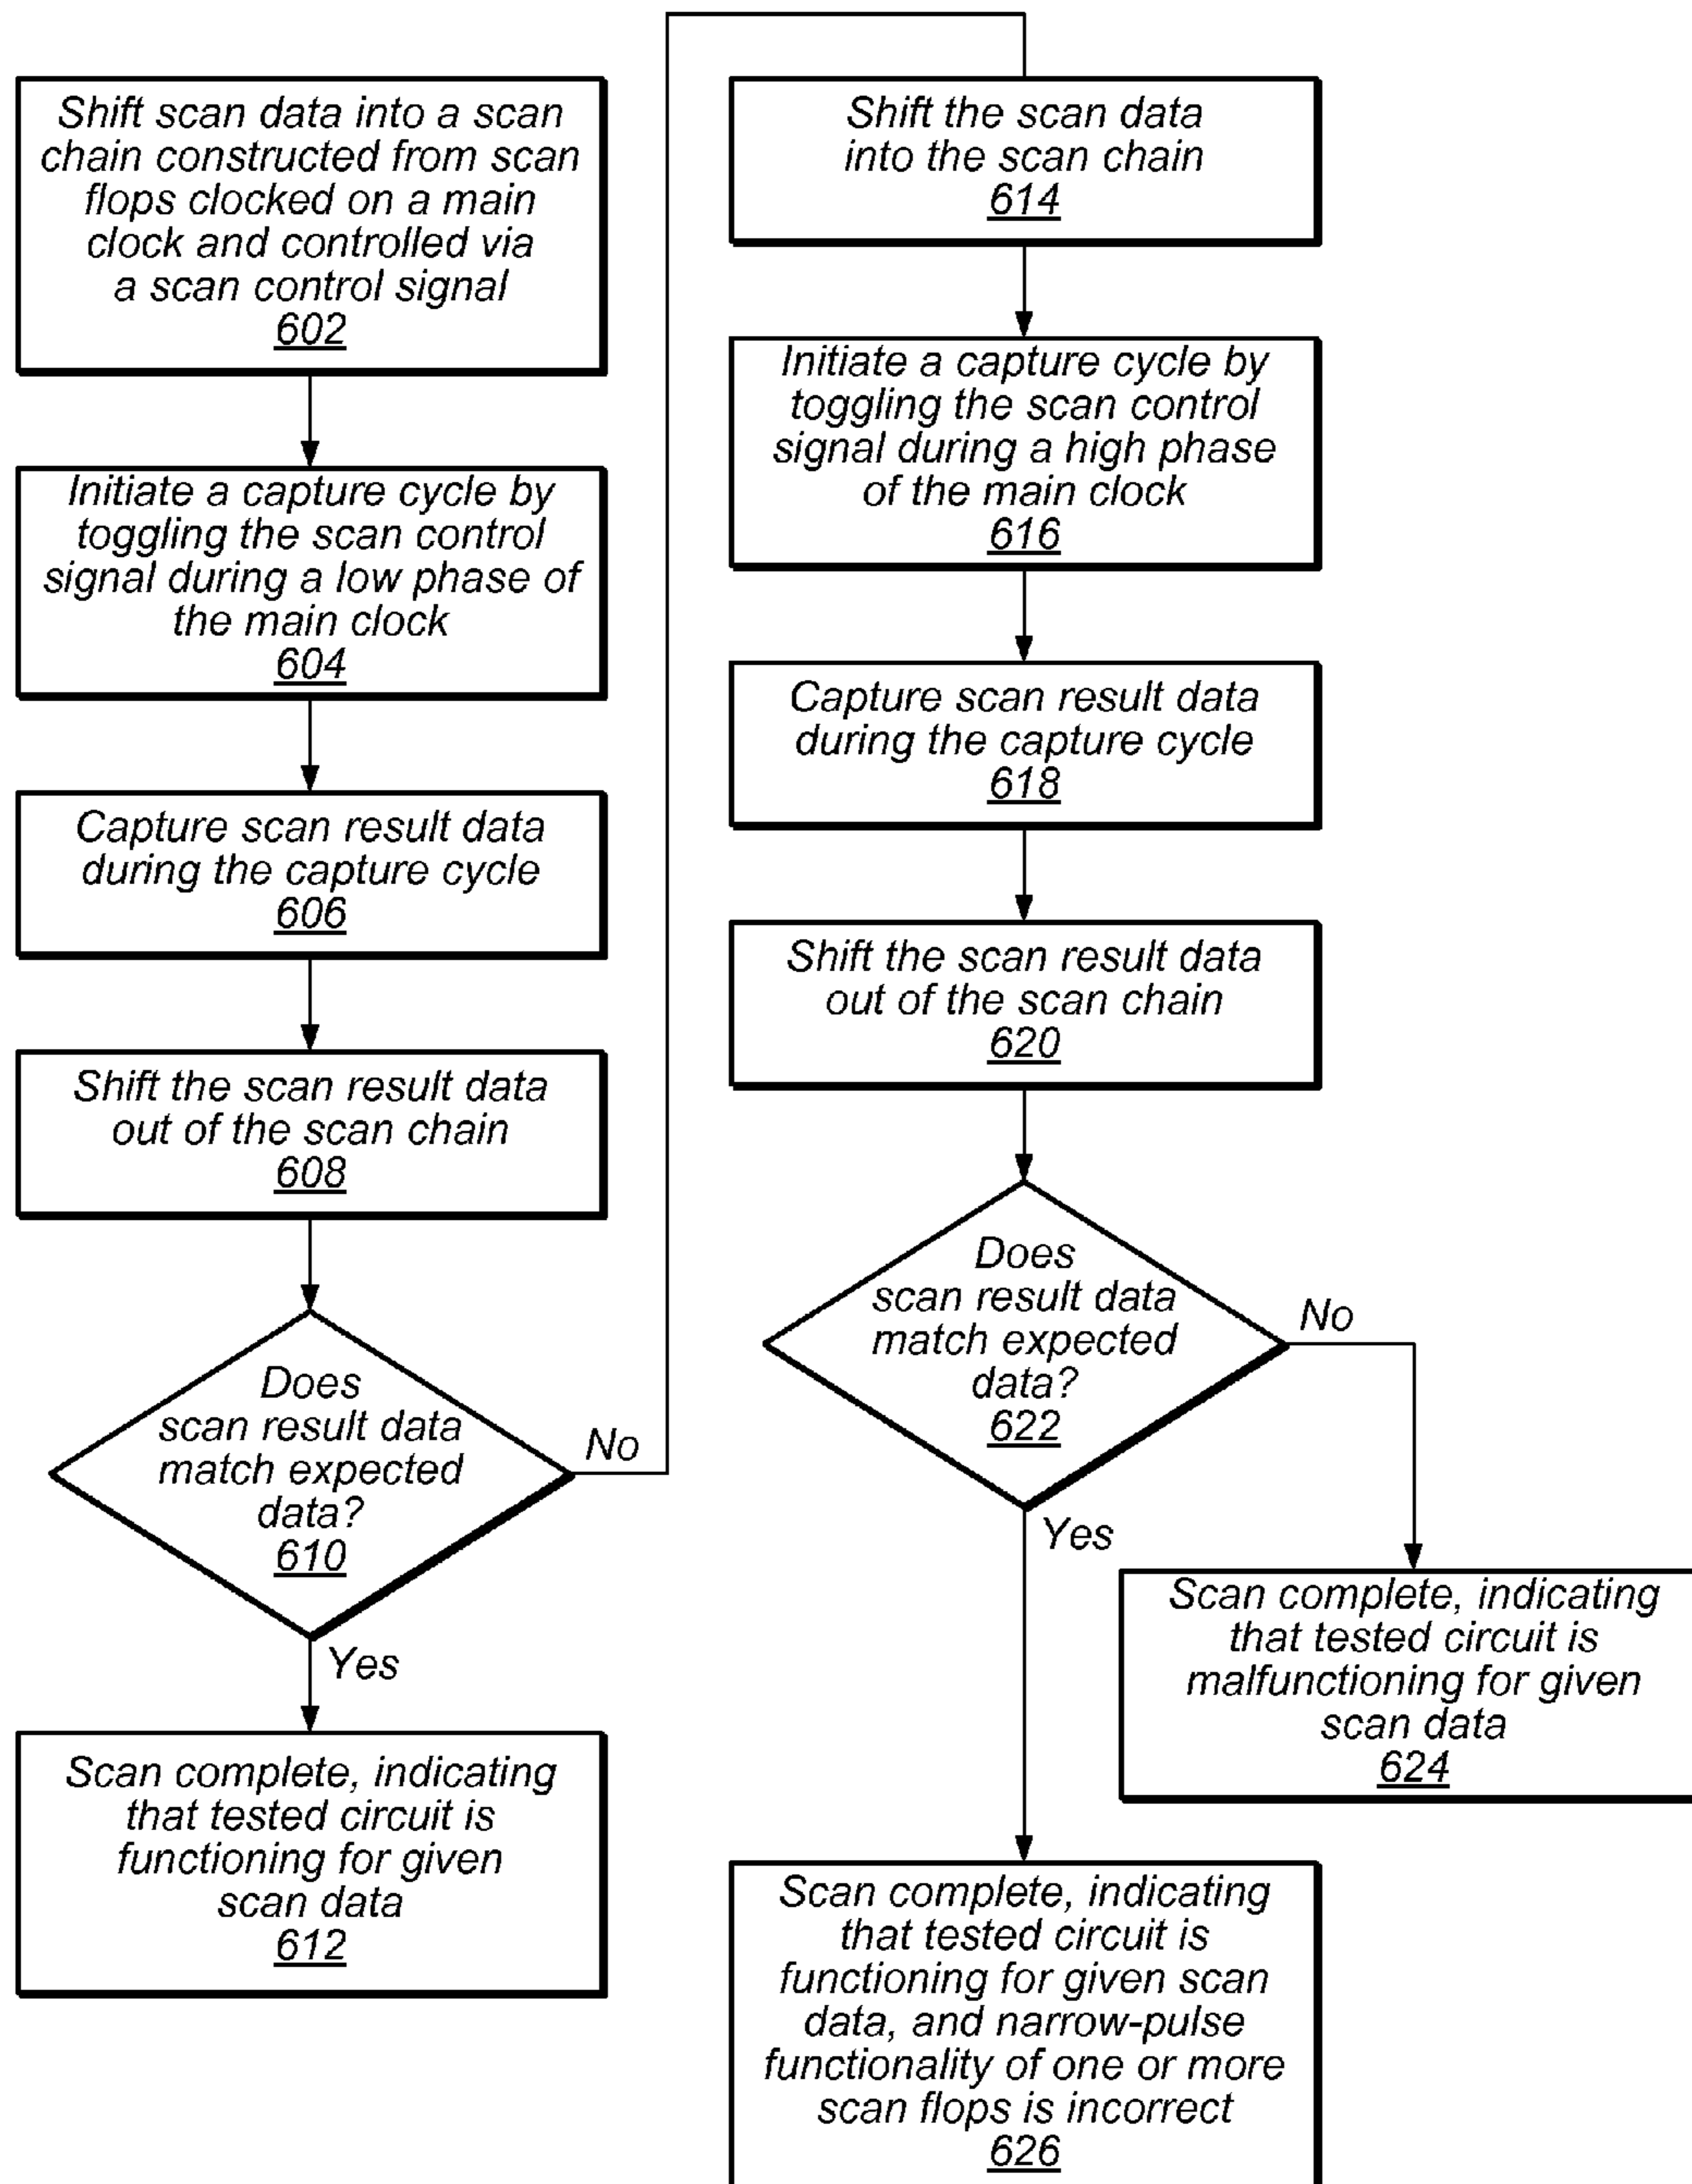 Shift scan data into a scan
chain constructed from scan
flops clocked on a main
clock and controlled via
a scan control signal
602
Initiate a capture cycle by
toggling the scan control
signal during a low phase of
the main clock
604
Capture scan result data
during the capture cycle
606
Shift the scan result data
out of the scan chain
608
Does
scan result data
match expected
data?
610
No
Yes
Scan complete, indicating
that tested circuit is
functioning for given
scan data
612
Shift the scan data
into the scan chain
614
Initiate a capture cycle by
toggling the scan control
signal during a high phase
of the main clock
616
Capture scan result data
during the capture cycle
618
Shift the scan result data
out of the scan chain
620
Does
scan result data
match expected
data?
622
No
Yes
Scan complete, indicating
that tested circuit is
malfunctioning for given
scan data
624
Scan complete, indicating
that tested circuit is
functioning for given scan
data, and narrow-pulse
functionality of one or more
scan flops is incorrect
626